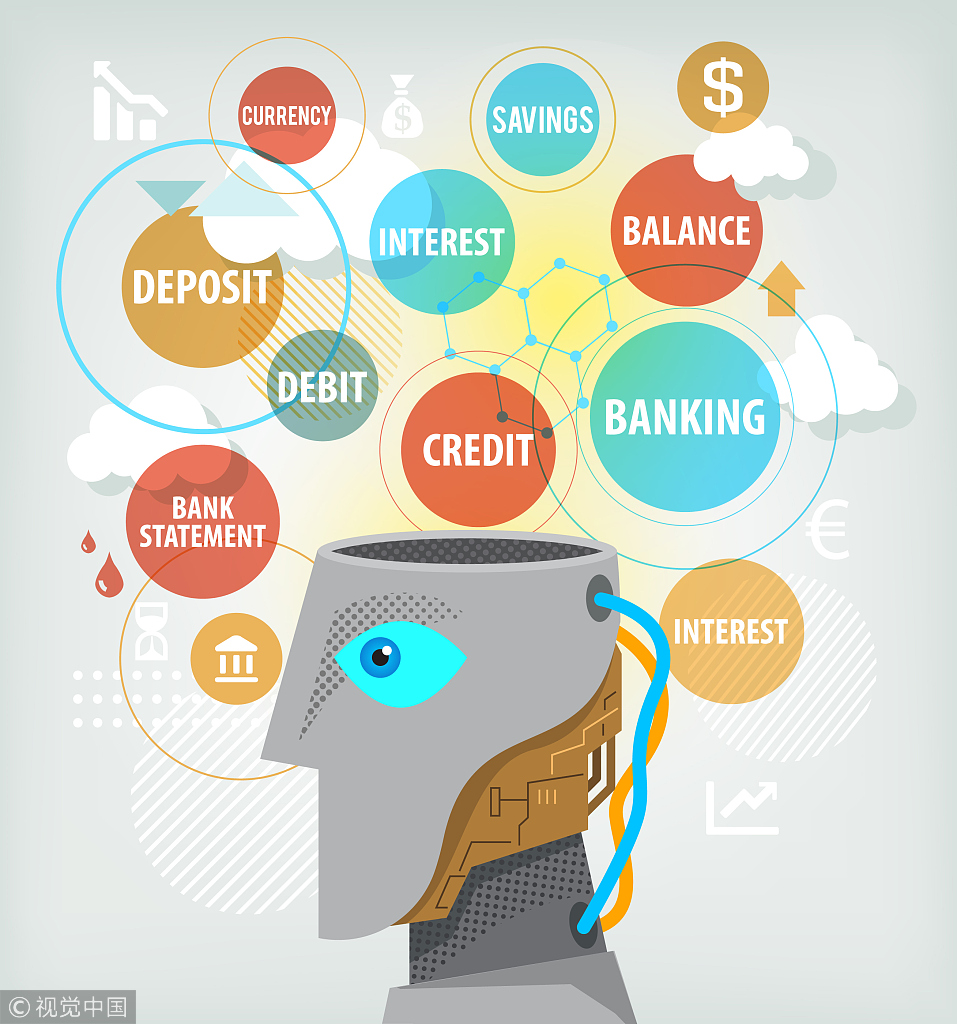 CURRENCY
$
SAVINGS
$
INTEREST
BALANCE
DEPOSIT
DEBIT
CREDIT
BANKING
BANK
STATEMENT
€
INTEREST
© 视觉中国